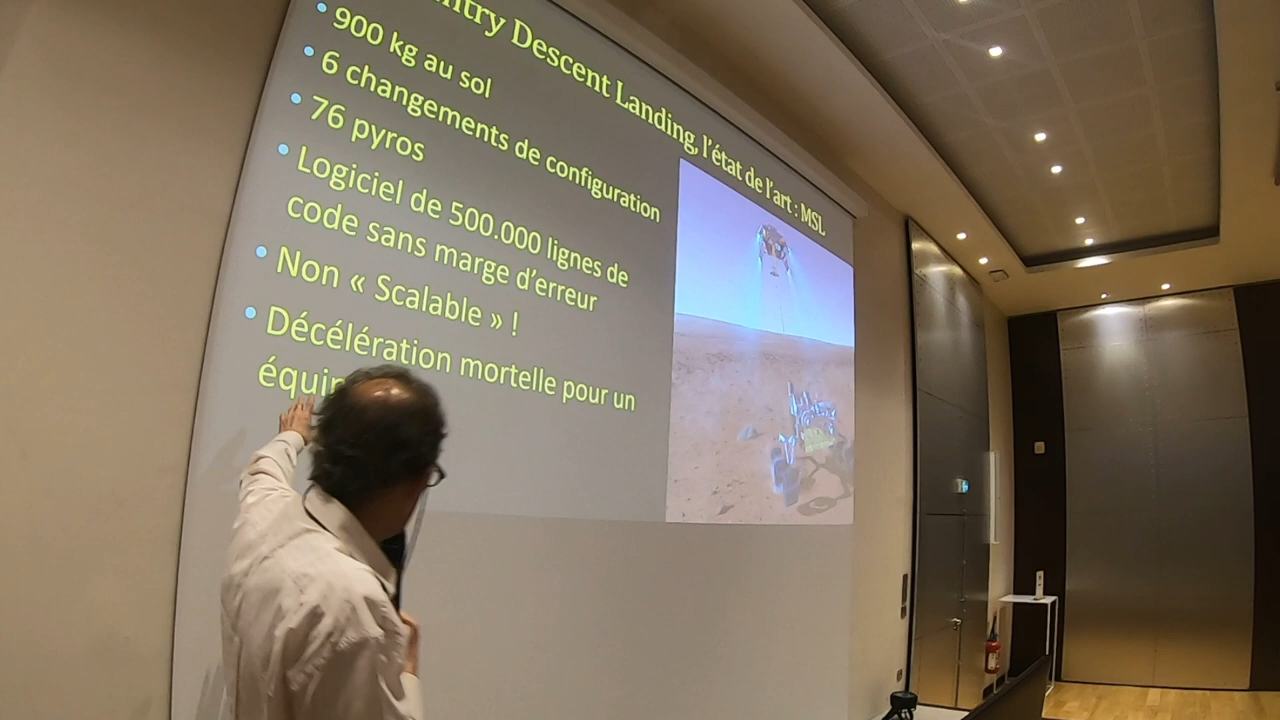 ntry Descent Landing, l'état de l'art : MSL
• 900 kg au sol
• 6 changements de configuration
• 76 pyros
• Logiciel de 500.000 lignes de
code sans marge d'erreur
• Non « Scalable » !
• Décélération mortelle pour un
équip